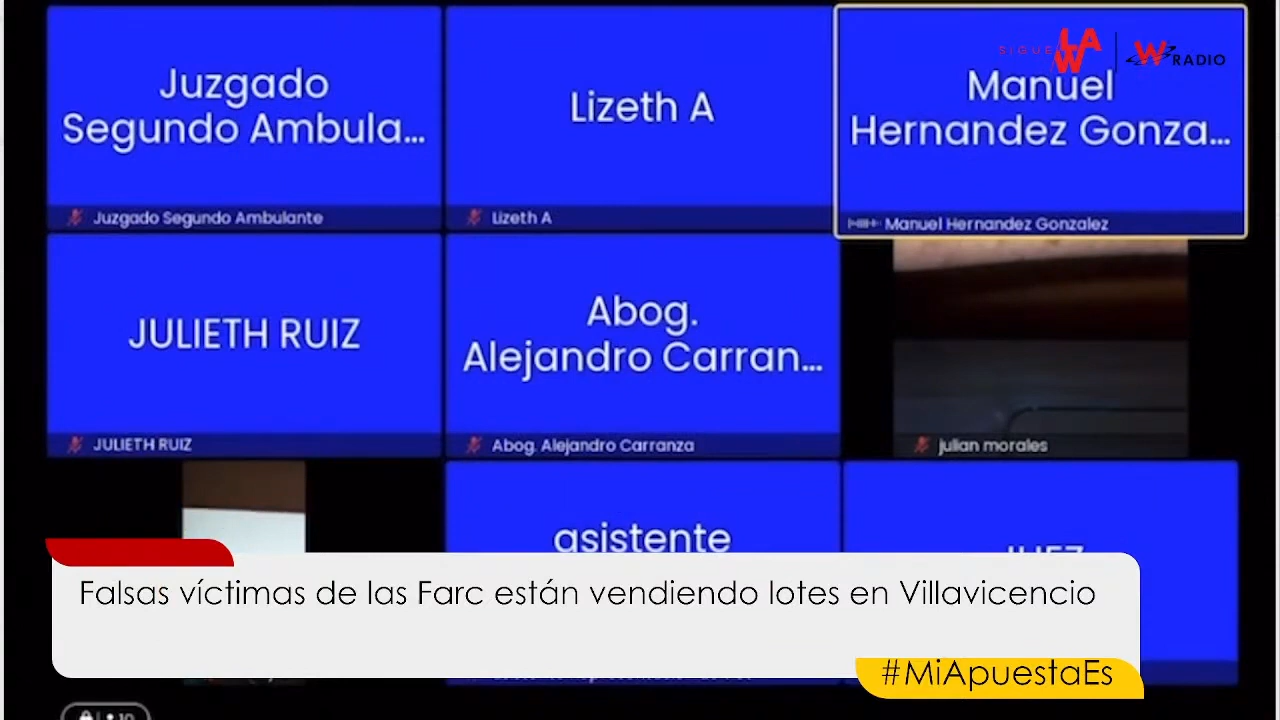 SIGUE LA W
W RADIO
Juzgado
Segundo Ambula...
Juzgado Segundo Ambulante
Lizeth A
Lizeth A
Manuel
Hernandez Gonza...
Manuel Hernandez Gonzalez
JULIETH RUIZ
JULIETH RUIZ
Abog.
Alejandro Carran...
Abog. Alejandro Carranza
julian morales
asistente
JUEZ
Falsas víctimas de las Farc están vendiendo lotes en Villavicencio
#MiApuestaEs
10